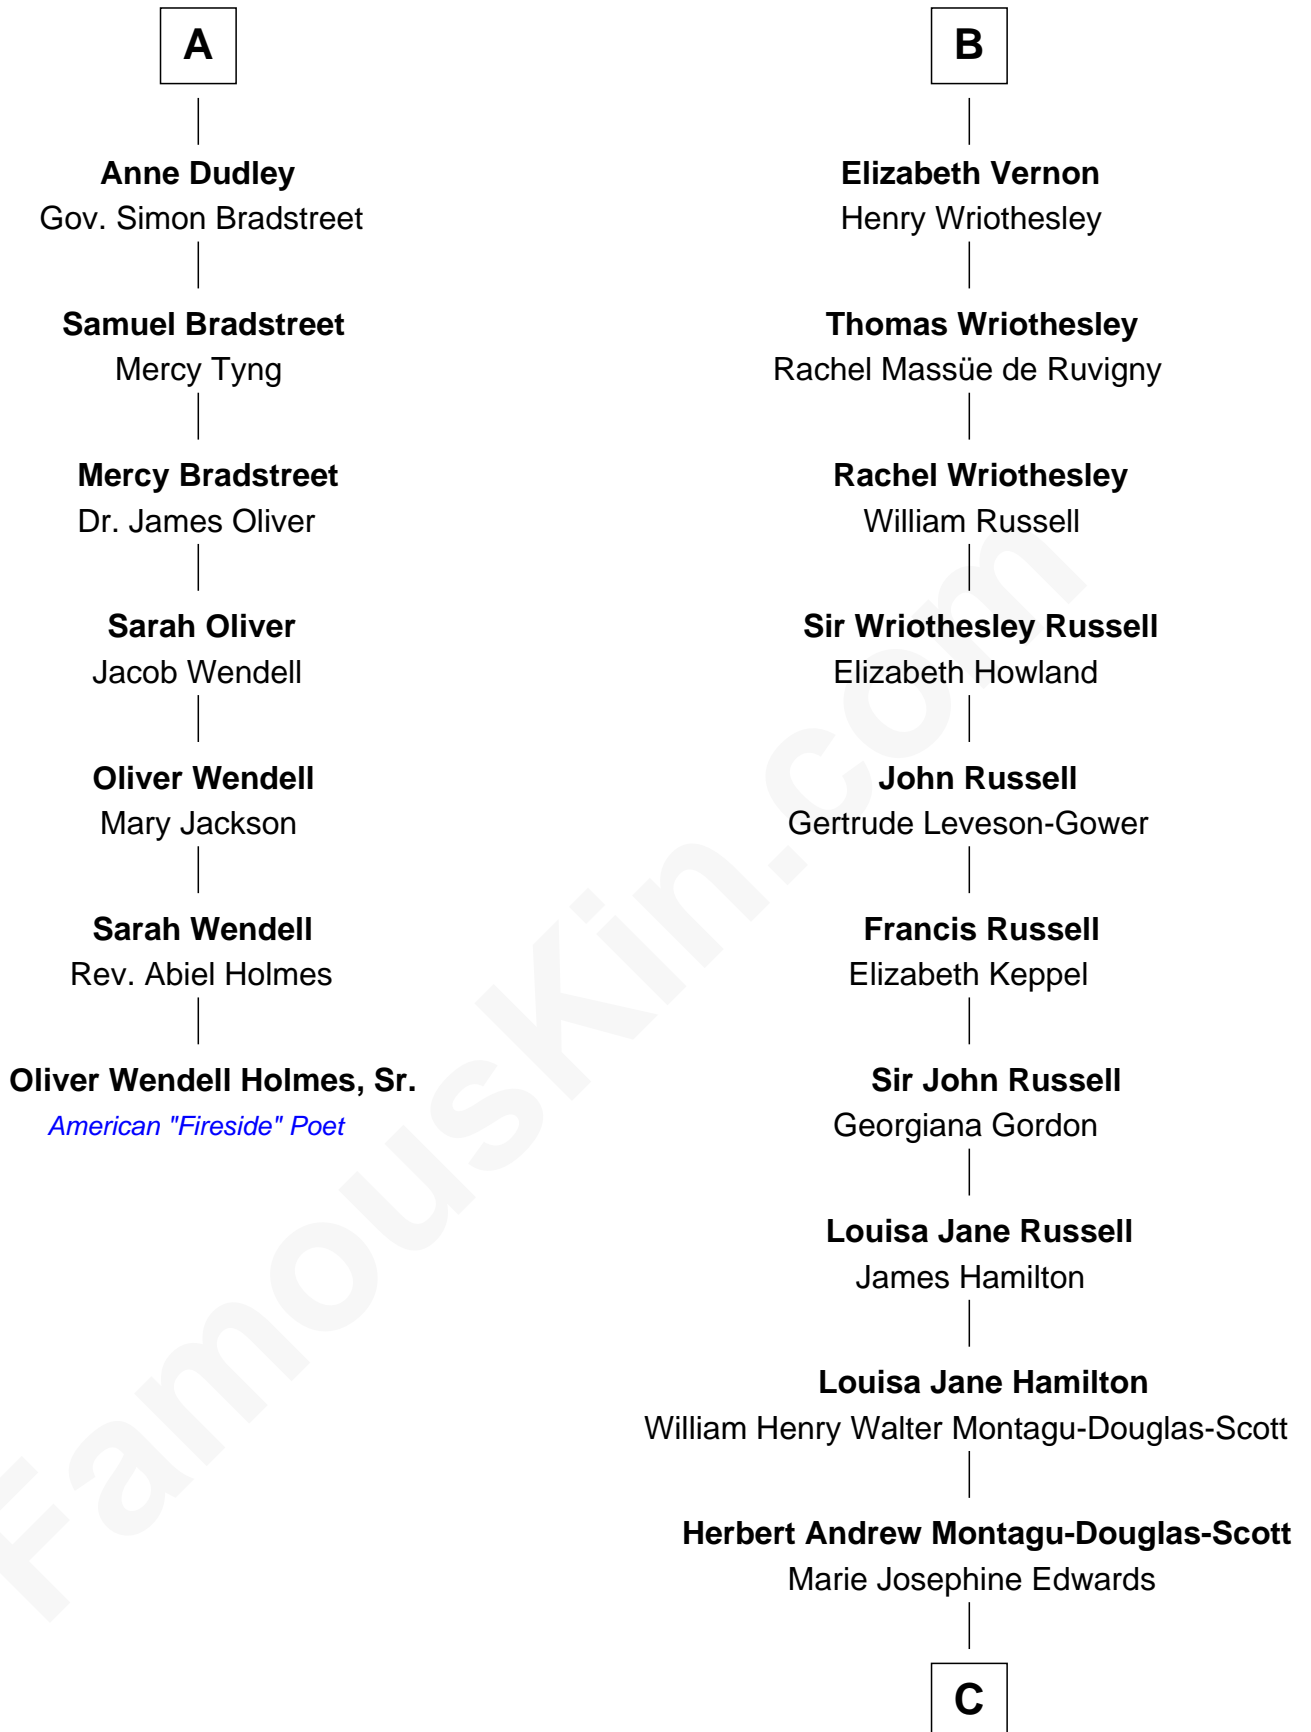 A
Anne Dudley
Gov. Simon Bradstreet
Samuel Bradstreet
Mercy Tyng
Mercy Bradstreet
Dr. James Oliver
Sarah Oliver
Jacob Wendell
Oliver Wendell
Mary Jackson
Sarah Wendell
Rev. Abiel Holmes
Oliver Wendell Holmes, Sr.
American "Fireside" Poet
B
Elizabeth Vernon
Henry Wriothesley
Thomas Wriothesley
Rachel Massüe de Ruvigny
Rachel Wriothesley
William Russell
Sir Wriothesley Russell
Elizabeth Howland
John Russell
Gertrude Leveson-Gower
Francis Russell
Elizabeth Keppel
Sir John Russell
Georgiana Gordon
Louisa Jane Russell
James Hamilton
Louisa Jane Hamilton
William Henry Walter Montagu-Douglas-Scott
Herbert Andrew Montagu-Douglas-Scott
Marie Josephine Edwards
C
FamousKin.com